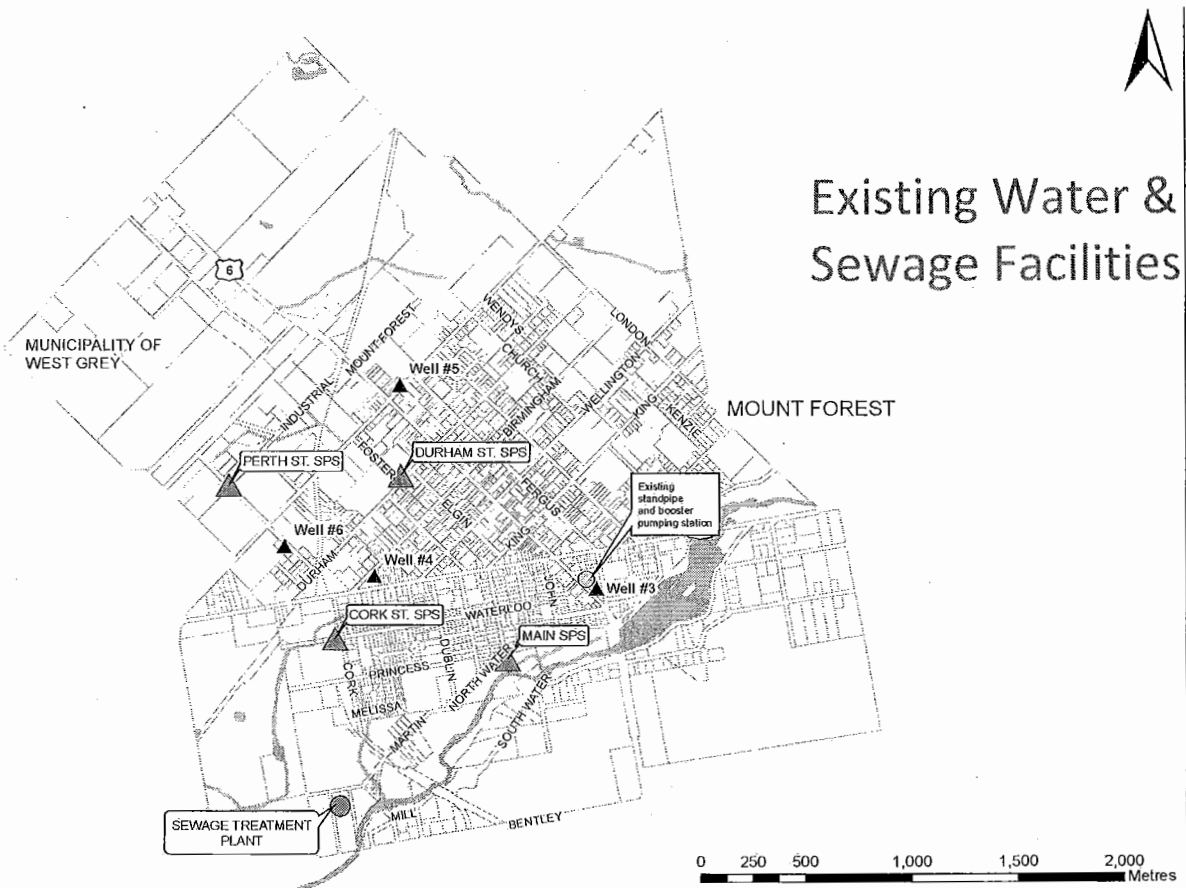 Existing Water &
Sewage Facilities
6
MUNICIPALITY OF
WEST GREY
MOUNT FOREST
WENDYS
LONDON
CHURCH
WELLINGTON
BIRMINGHAM
KING
KENZIE
Well #5
INDUSTRIAL
MOUNT FOREST
PERTH ST. SPS
FOSTER
DURHAM ST. SPS
FERGUS
ELGIN
KING
Existing
standpipe
and booster
pumping station
Well #6
DURHAM
Well #4
JOHN
Well #3
CORK ST. SPS
WATERLOO
MAIN SPS
CORK
PRINCESS
DUBLIN
NORTH WATER
MELISSA
MARTIN
SOUTH WATER
SEWAGE TREATMENT
PLANT
MILL
BENTLEY
0 250 500 1,000 1,500 2,000
Metres